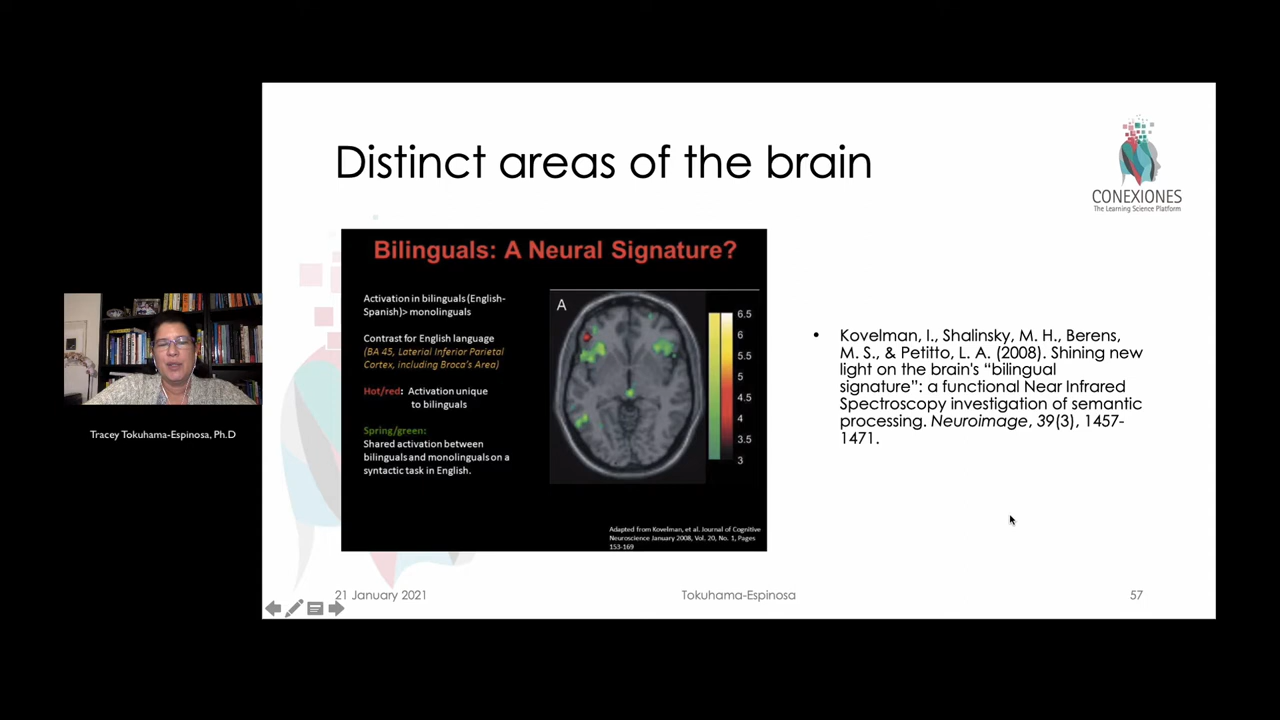 Distinct areas of the brain
CONEXIONES
The Learning Science Platform
Bilinguals: A Neural Signature?
Activation in bilinguals (English-
Spanish)> monolinguals
Contrast for English language
(BA 45, Laterial Inferior Parietal
Cortex, including Broca's Area)
Hot/red: Activation unique
to bilinguals
Spring/green:
Shared activation between
bilinguals and monolinguals on a
syntactic task in English.
A
6.5
6
5.5
5
4.5
4
3.5
3
Adapted from Kovelman, et al. Journal of Cognitive
Neuroscience January 2008, Vol. 20, No. 1, Pages
153-169
• Kovelman, I., Shalinsky, M. H., Berens,
M. S., & Petitto, L. A. (2008). Shining new
light on the brain's “bilingual
signature”: a functional Near Infrared
Spectroscopy investigation of semantic
processing. Neuroimage, 39(3), 1457-
1471.
Tracey Tokuhama-Espinosa, Ph.D
21 January 2021
Tokuhama-Espinosa
57